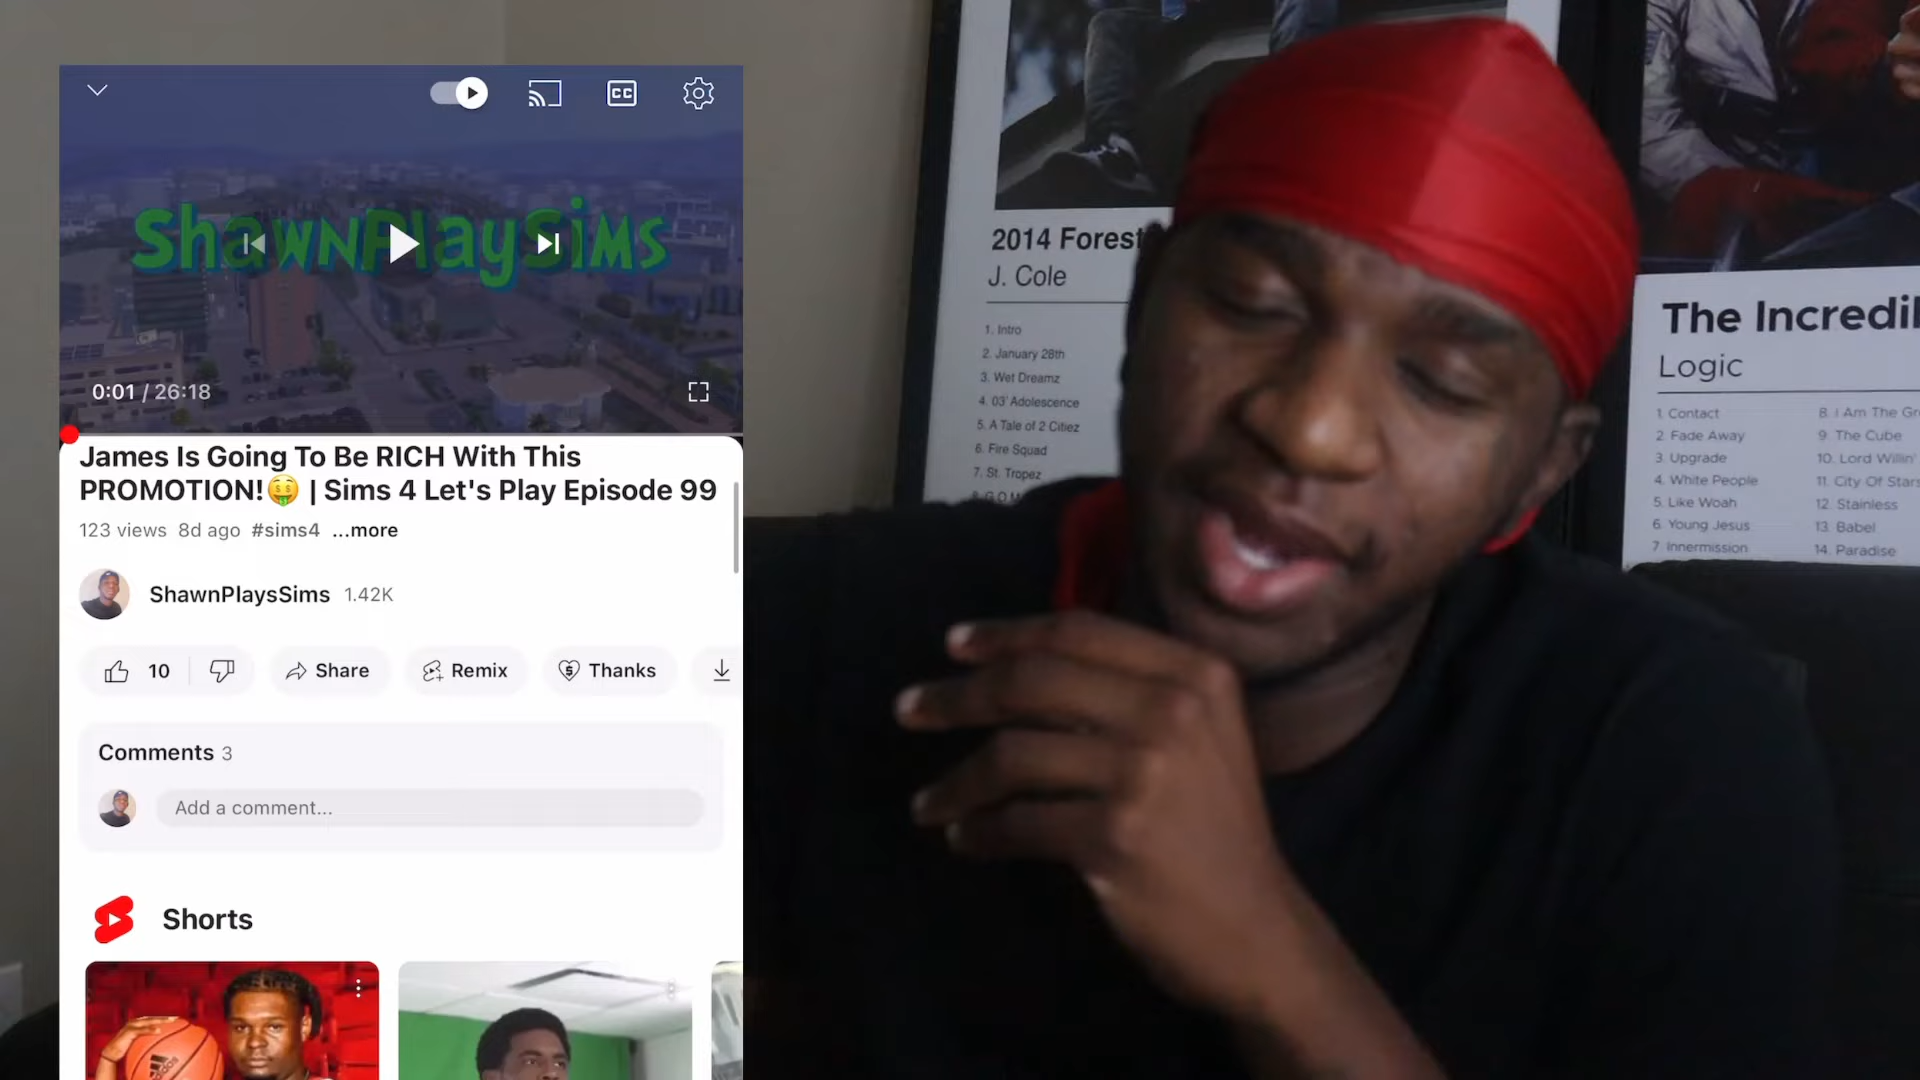 CC
ShawnPlaySiMs
0:01 / 26:18
James Is Going To Be RICH With This
PROMOTION!🤑 | Sims 4 Let's Play Episode 99
123 views 8d ago #sims4 ...more
ShawnPlaysSims 1.42K
10 Share Remix Thanks
Comments 3
Add a comment...
Shorts
2014 Forest
J. Cole
1. Intro
2. January 28th
3. Wet Dreamz
4. 03' Adolescence
5. A Tale of 2 Citiez
6. Fire Squad
7. St. Tropez
The Incredi
Logic
1. Contact
2 Fade Away
3. Upgrade
4. White People
5. Like Woah
6 Young Jesus
7 Innermission
8. I Am The Gr
9. The Cube
10. Lord Willin'
11. City Of Stars
12. Stainless
13. Babel
14. Paradise